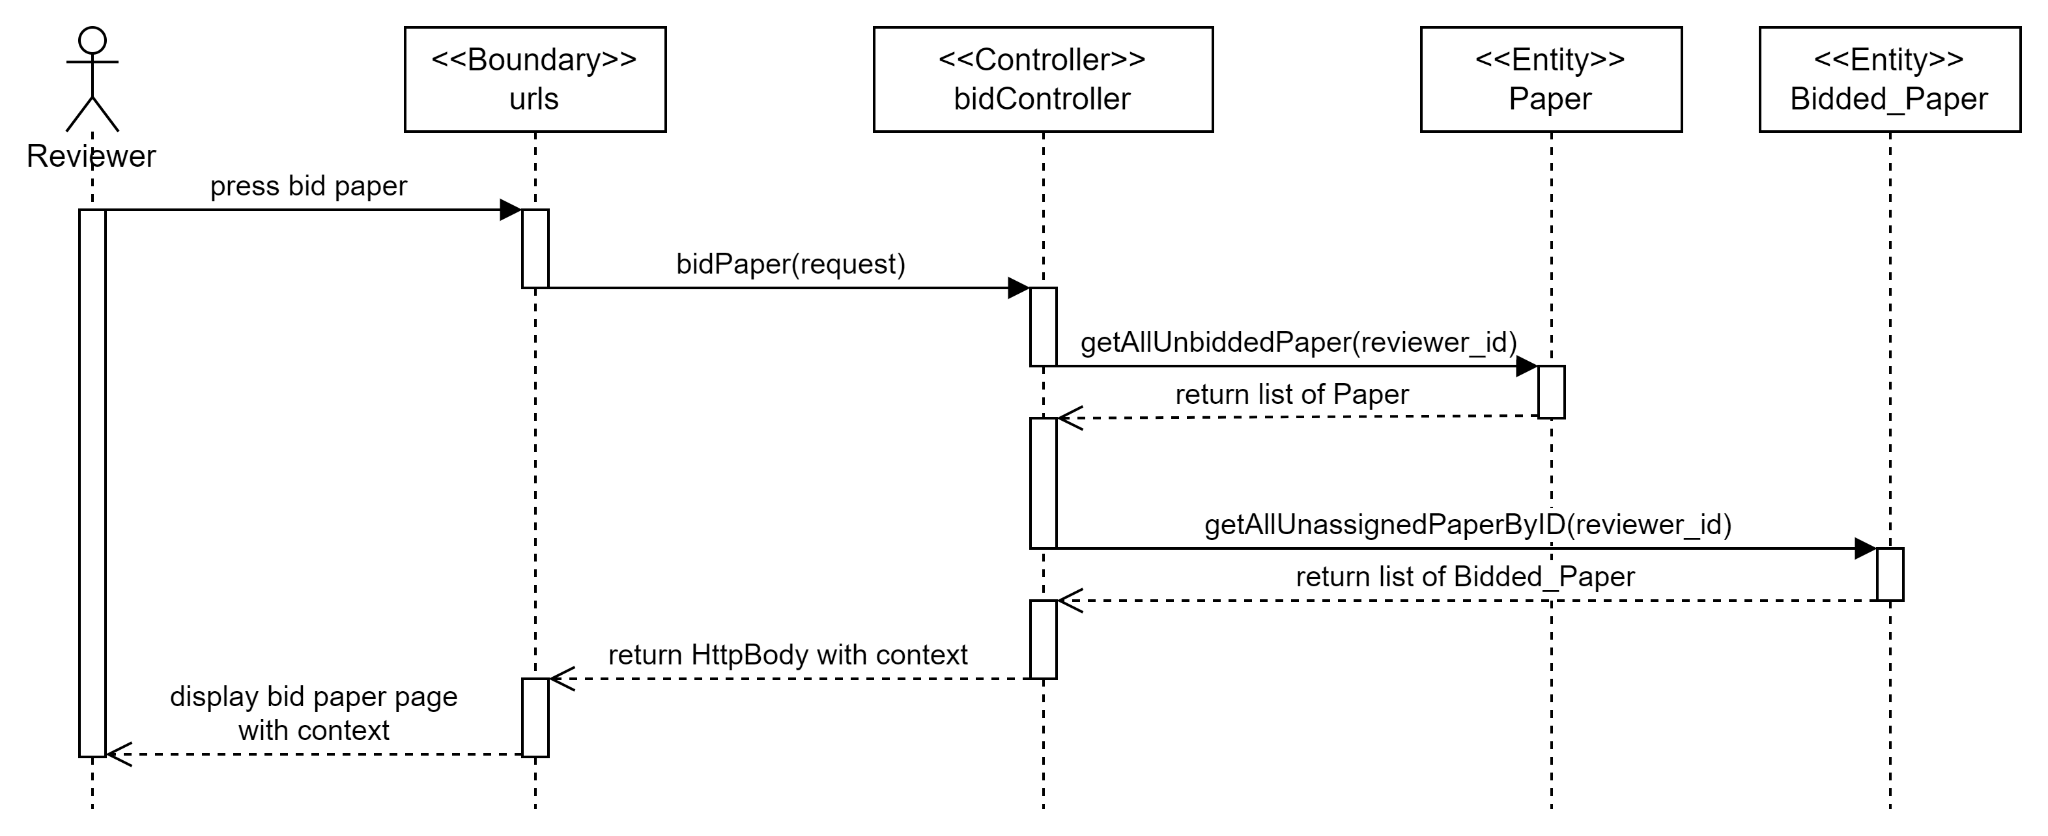 Reviewer
<<Boundary>>
urls
<<Controller>>
bidController
<<Entity>>
Paper
<<Entity>>
Bidded_Paper
press bid paper
bidPaper(request)
getAllUnbiddedPaper(reviewer_id)
return list of Paper
getAllUnassignedPaperByID(reviewer_id)
return list of Bidded_Paper
return HttpBody with context
display bid paper page
with context